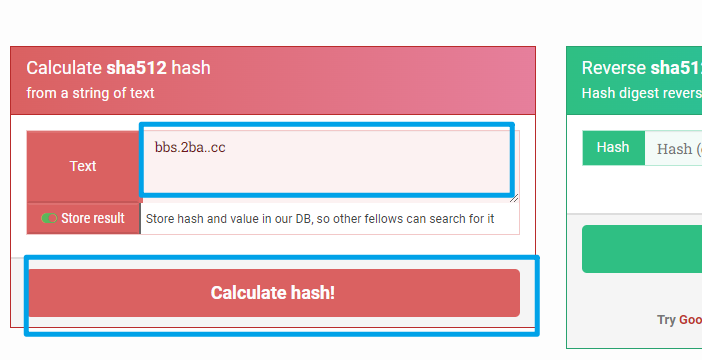 Calculate sha512 hash
from a string of text
Text
bbs.2ba..cc
Store result
Store hash and value in our DB, so other fellows can search for it
Calculate hash!
Reverse sha51
Hash digest revers
Hash
Hash (
Try Goo